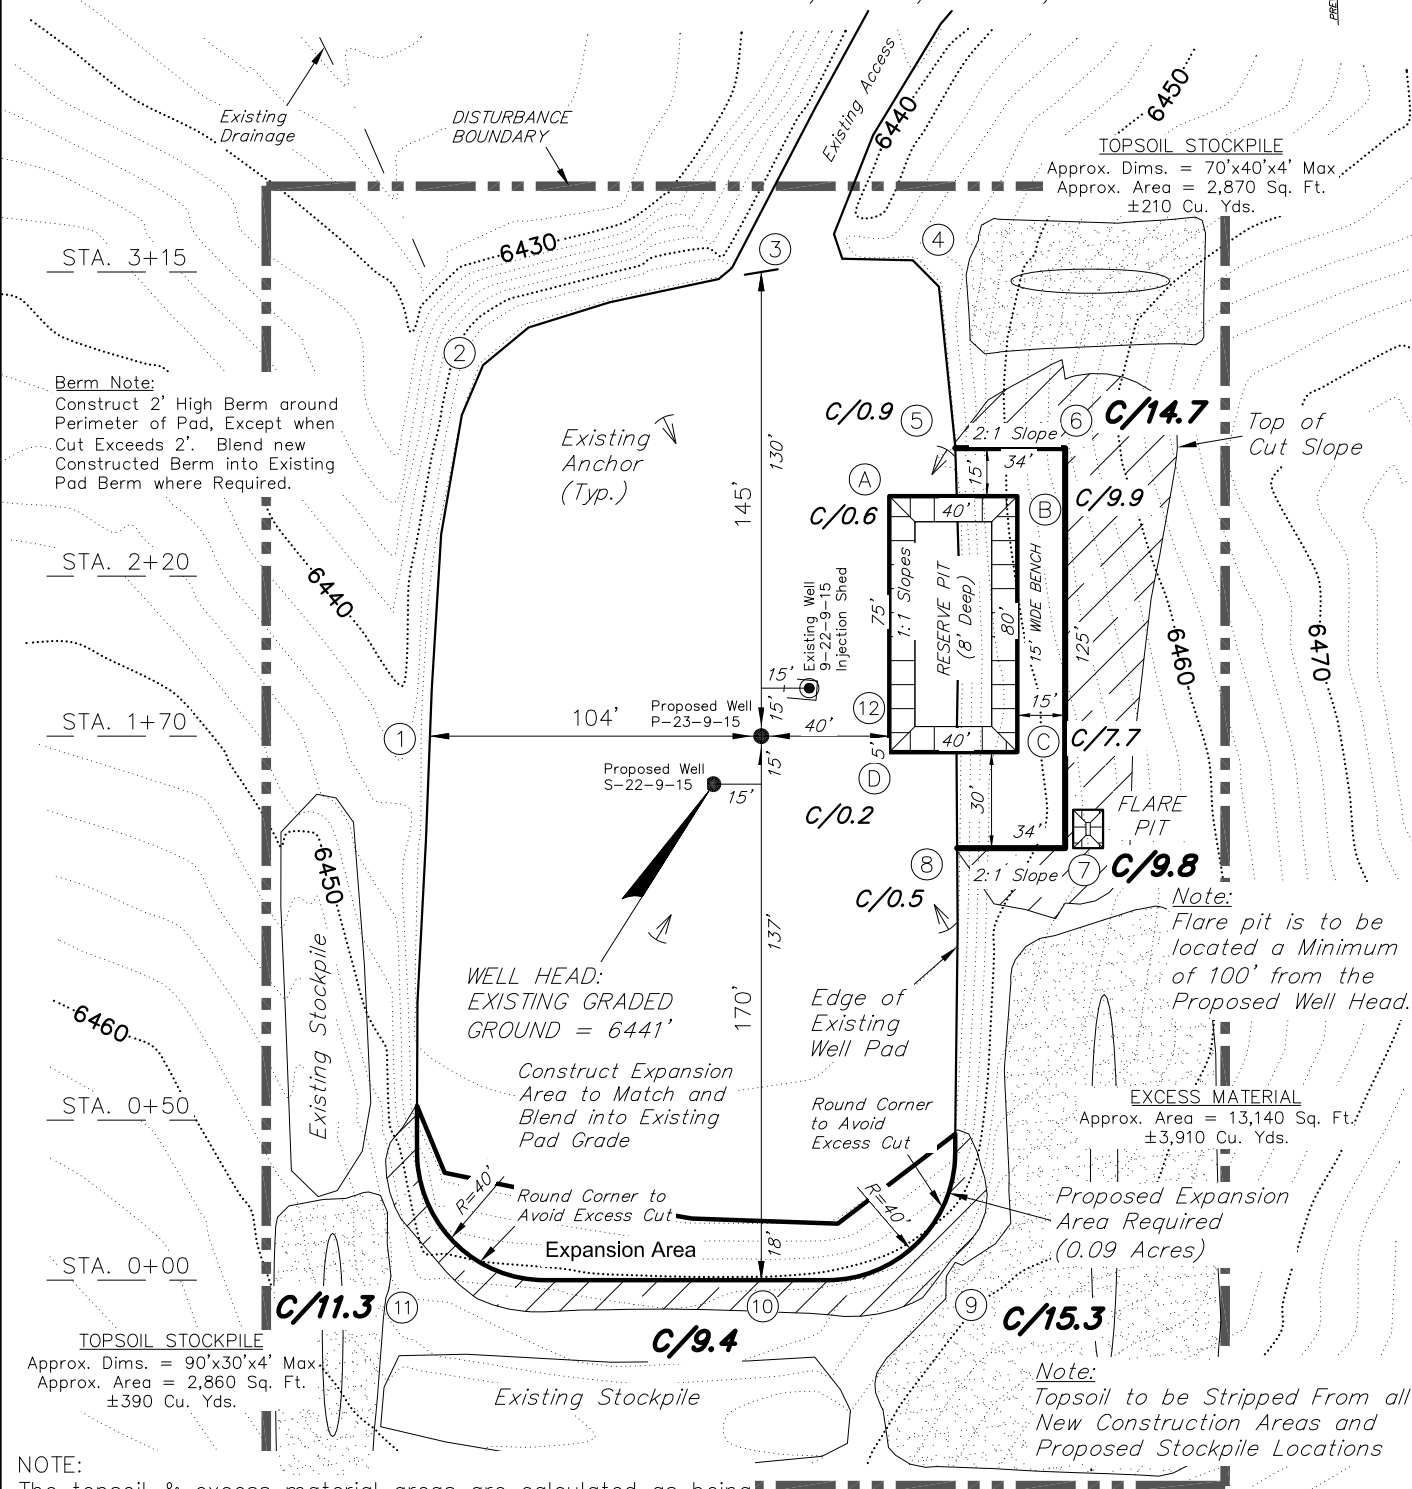 PRE
Existing Access
6450
6440
Existing
Drainage
DISTURBANCE
BOUNDARY
TOPSOIL STOCKPILE
Approx. Dims. = 70'x40'x4' Max.
Approx. Area = 2,870 Sq. Ft.
±210 Cu. Yds.
STA. 3+15
6430
3
4
2
Berm Note:
Construct 2' High Berm around
Perimeter of Pad, Except when
Cut Exceeds 2'. Blend new
Constructed Berm into Existing
Pad Berm where Required.
C/0.9
5
6
C/14.7
2:1 Slope
Top of
Cut Slope
Existing
Anchor
(Typ.)
130'
145'
15'
34'
A
C/0.6
40'
B
C/9.9
STA. 2+20
6440
Existing Well
9-22-9-15
Injection Shed
75'
1:1 Slopes
RESERVE PIT
(8' Deep)
80'
15' WIDE BENCH
125'
6460
6470
15'
15'
STA. 1+70
1
104'
Proposed Well
P-23-9-15
40'
12
15'
C
C/7.7
5'
40'
D
Proposed Well
S-22-9-15
15'
15'
C/0.2
30'
34'
FLARE
PIT
8
2:1 Slope
7
C/9.8
C/0.5
6450
Note:
Flare pit is to be
located a Minimum
of 100' from the
Proposed Well Head.
Existing Stockpile
137'
170'
WELL HEAD:
EXISTING GRADED
GROUND = 6441'
Edge of
Existing
Well Pad
6460
Construct Expansion
Area to Match and
Blend into Existing
Pad Grade
STA. 0+50
Round Corner
to Avoid
Excess Cut
EXCESS MATERIAL
Approx. Area = 13,140 Sq. Ft.
±3,910 Cu. Yds.
R=40'
Round Corner to
Avoid Excess Cut
R=40'
Proposed Expansion
Area Required
(0.09 Acres)
Expansion Area
18'
STA. 0+00
C/11.3
11
10
9
C/15.3
C/9.4
TOPSOIL STOCKPILE
Approx. Dims. = 90'x30'x4' Max.
Approx. Area = 2,860 Sq. Ft.
±390 Cu. Yds.
Existing Stockpile
Note:
Topsoil to be Stripped From all
New Construction Areas and
Proposed Stockpile Locations
NOTE:
The topsoil & excess material areas are calculated as being